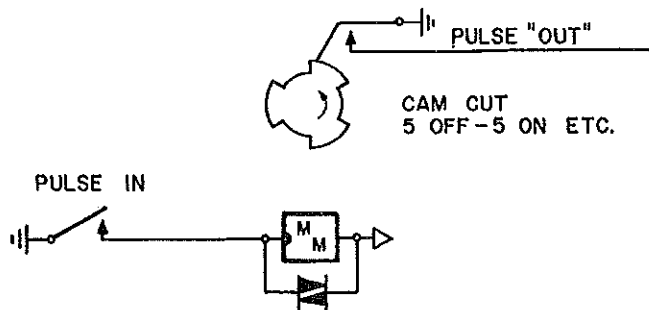 PULSE "OUT"
CAM CUT
5 OFF-5 ON ETC.
PULSE IN
M
M